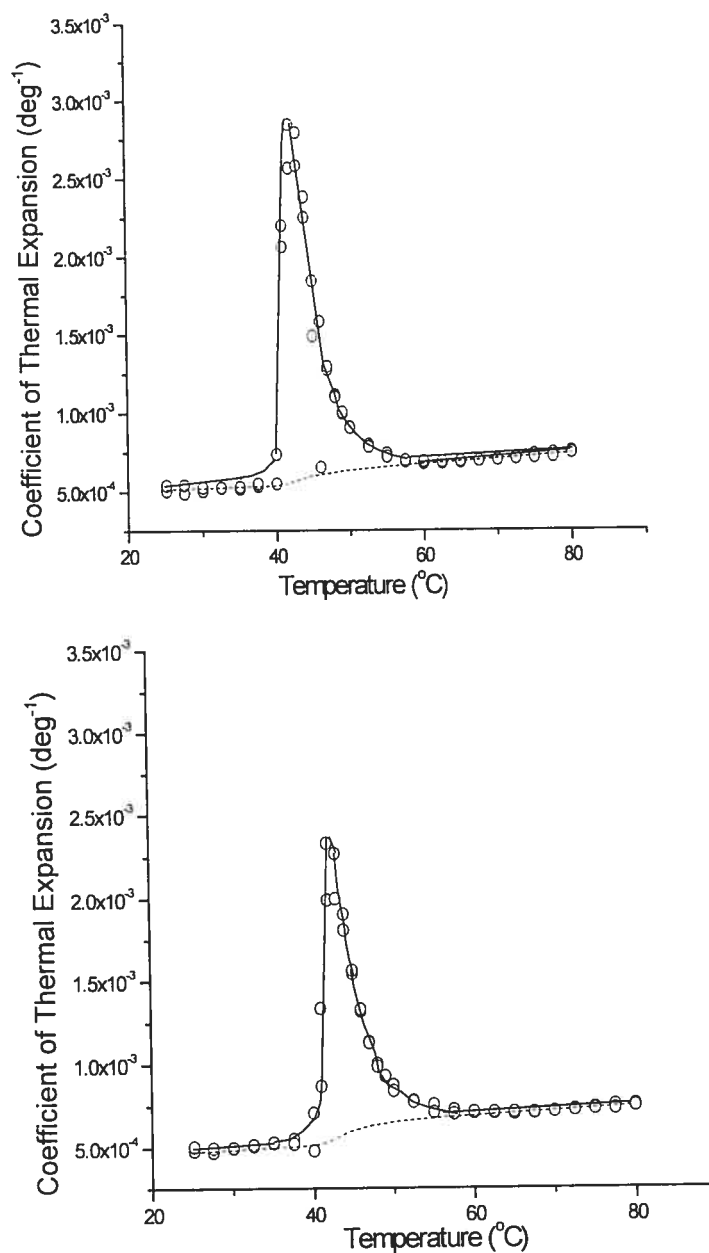 3.5x10⁻³
3.0x10⁻³
2.5x10⁻³
2.0x10⁻³
1.5x10⁻³
1.0x10⁻³
5.0x10⁻⁴
Coefficient of Thermal Expansion (deg⁻¹)
20 40 60 80
Temperature (°C)
3.5x10⁻³
3.0x10⁻³
2.5x10⁻³
2.0x10⁻³
1.5x10⁻³
1.0x10⁻³
5.0x10⁻⁴
Coefficient of Thermal Expansion (deg⁻¹)
20 40 60 80
Temperature (°C)